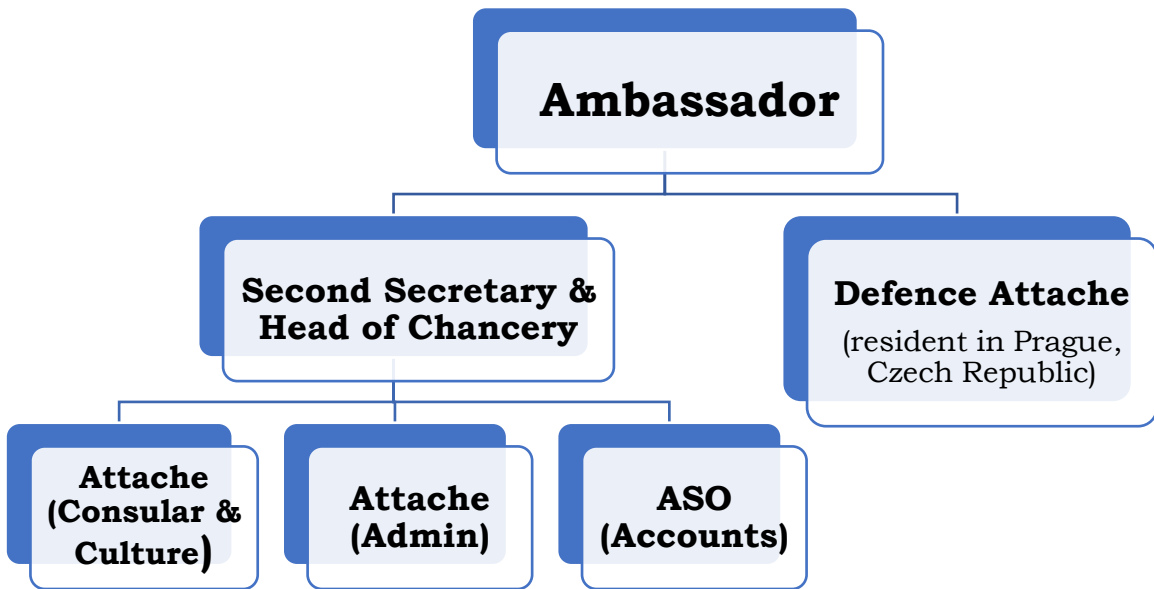 Ambassador
Second Secretary &
Head of Chancery
Defence Attache
(resident in Prague,
Czech Republic)
Attache
(Consular &
Culture)
Attache
(Admin)
ASO
(Accounts)